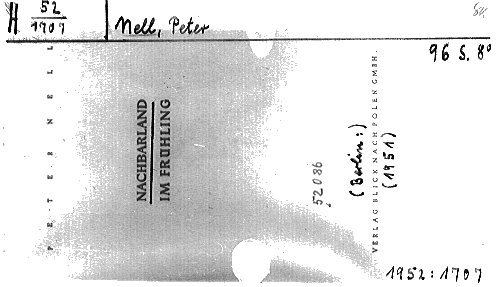 H 52/1707
Nell, Peter
96 S. 8°
PETER NELL
NACHBARLAND
IM FRÜHLING
52086
(Berlin:)
(1951)
VERLAG BLICK NACH POLEN GMBH.
1952:1707